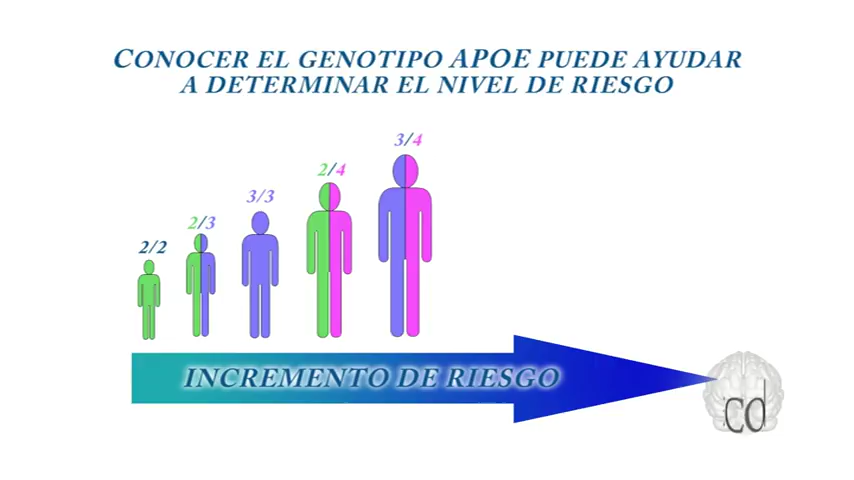 CONOCER EL GENOTIPO APOE PUEDE AYUDAR
A DETERMINAR EL NIVEL DE RIESGO
3/4
2/4
3/3
2/3
2/2
INCREMENTO DE RIESGO
cd